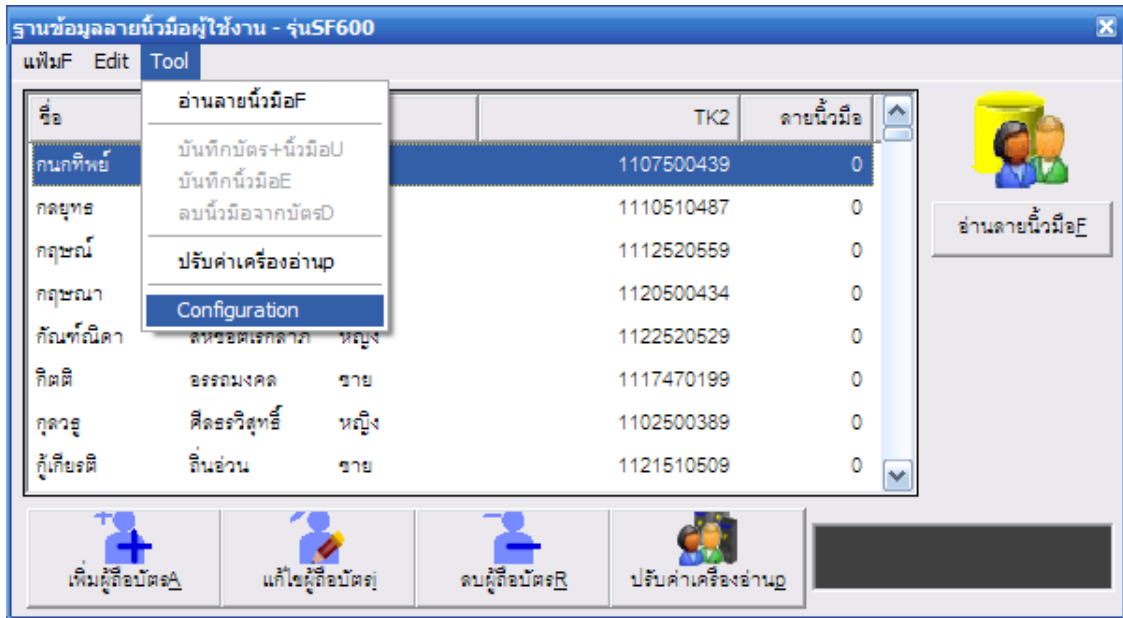 ฐานข้อมูลลายนิ้วมือผู้ใช้งาน - รุ่นSF600
แฟ้มF Edit Tool
ชื่อ TK2 ลายนิ้วมือ
อ่านลายนิ้วมือF
บันทึกบัตร+นิ้วมือU
บันทึกนิ้วมือE
ลบนิ้วมือจากบัตรD
ปรับค่าเครื่องอ่านp
Configuration
กนกทิพย์ 1107500439 0
กลยุทธ 1110510487 0
กฤษณ์ 1112520559 0
กฤษณา 1120500434 0
กัณฑ์ณิดา หญิง 1122520529 0
กิตติ อรรถมงคล ชาย 1117470199 0
กุลวรู ศีลธรวิสุทธิ์ หญิง 1102500389 0
กู้เกียรติ ถิ่นอ่วน ชาย 1121510509 0
อ่านลายนิ้วมือF
เพิ่มผู้ถือบัตรA แก้ไขผู้ถือบัตรj ลบผู้ถือบัตรR ปรับค่าเครื่องอ่านp